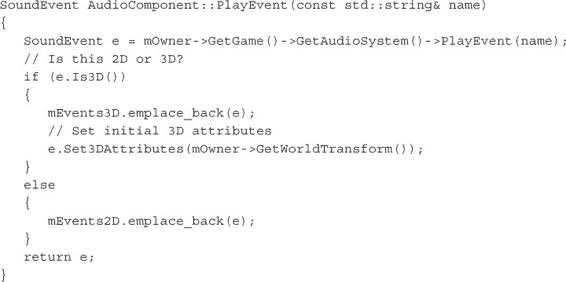 SoundEvent AudioComponent::PlayEvent(const std::string& name)
{
   SoundEvent e = mOwner->GetGame()->GetAudioSystem()->PlayEvent(name);
   // Is this 2D or 3D?
   if (e.Is3D())
   {
      mEvents3D.emplace_back(e);
      // Set initial 3D attributes
      e.Set3DAttributes(mOwner->GetWorldTransform());
   }
   else
   {
      mEvents2D.emplace_back(e);
   }
   return e;
}